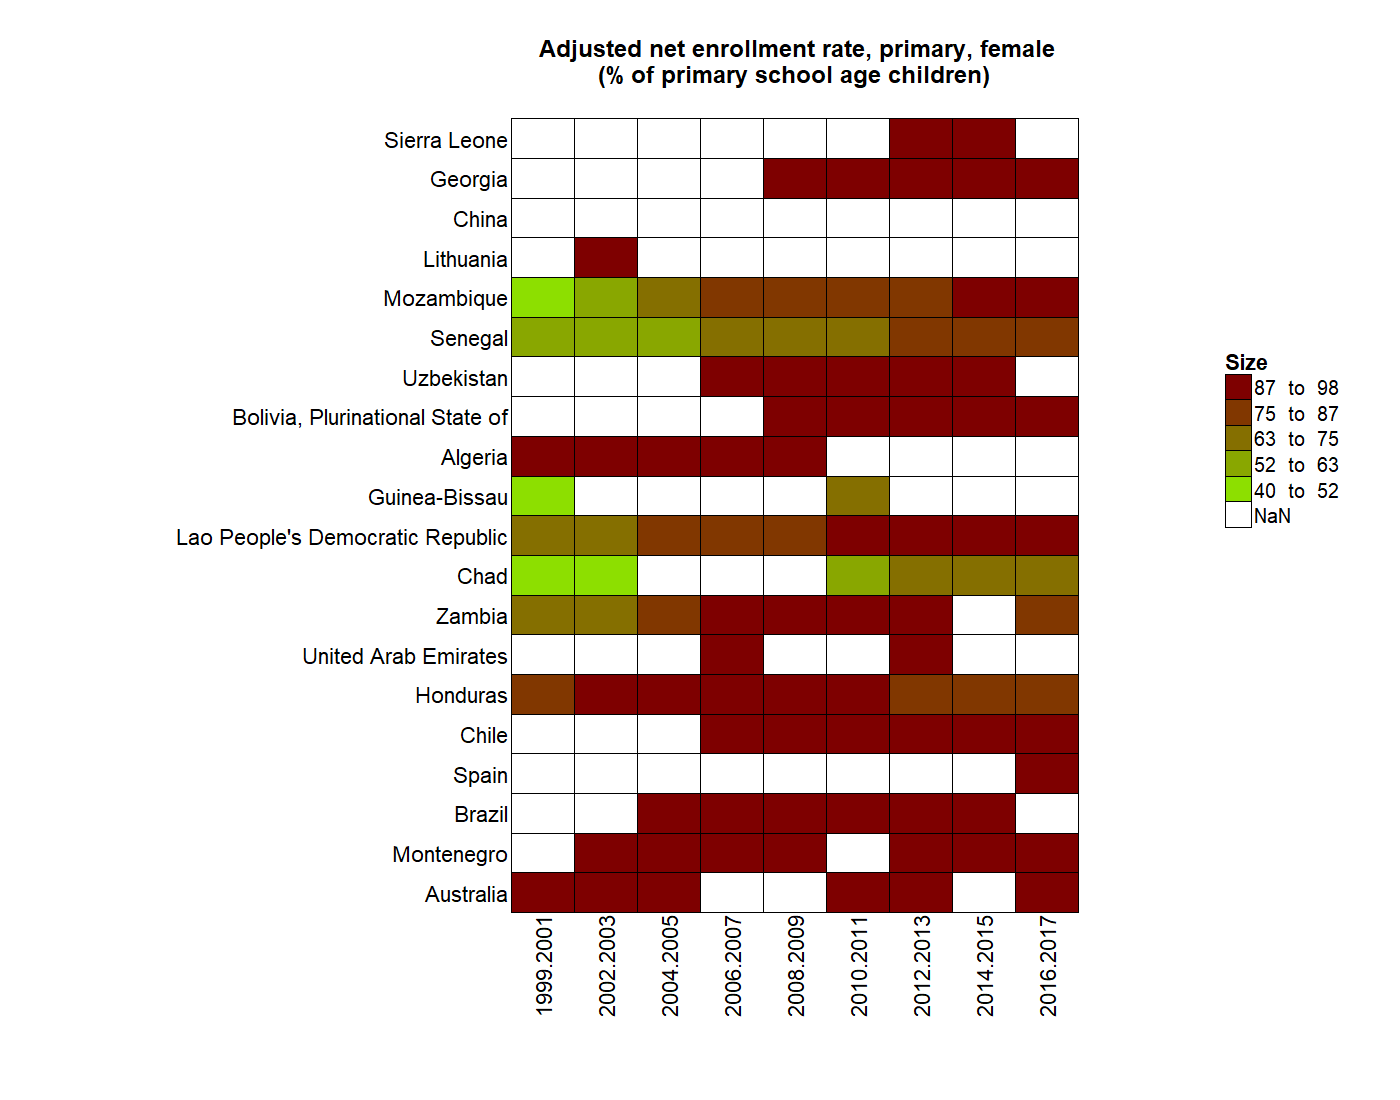 Adjusted net enrollment rate, primary, female
(% of primary school age children)
Sierra Leone
Georgia
China
Lithuania
Mozambique
Senegal
Uzbekistan
Bolivia, Plurinational State of
Algeria
Guinea-Bissau
Lao People's Democratic Republic
Chad
Zambia
United Arab Emirates
Honduras
Chile
Spain
Brazil
Montenegro
Australia
1999.2001
2002.2003
2004.2005
2006.2007
2008.2009
2010.2011
2012.2013
2014.2015
2016.2017
Size
87 to 98
75 to 87
63 to 75
52 to 63
40 to 52
NaN